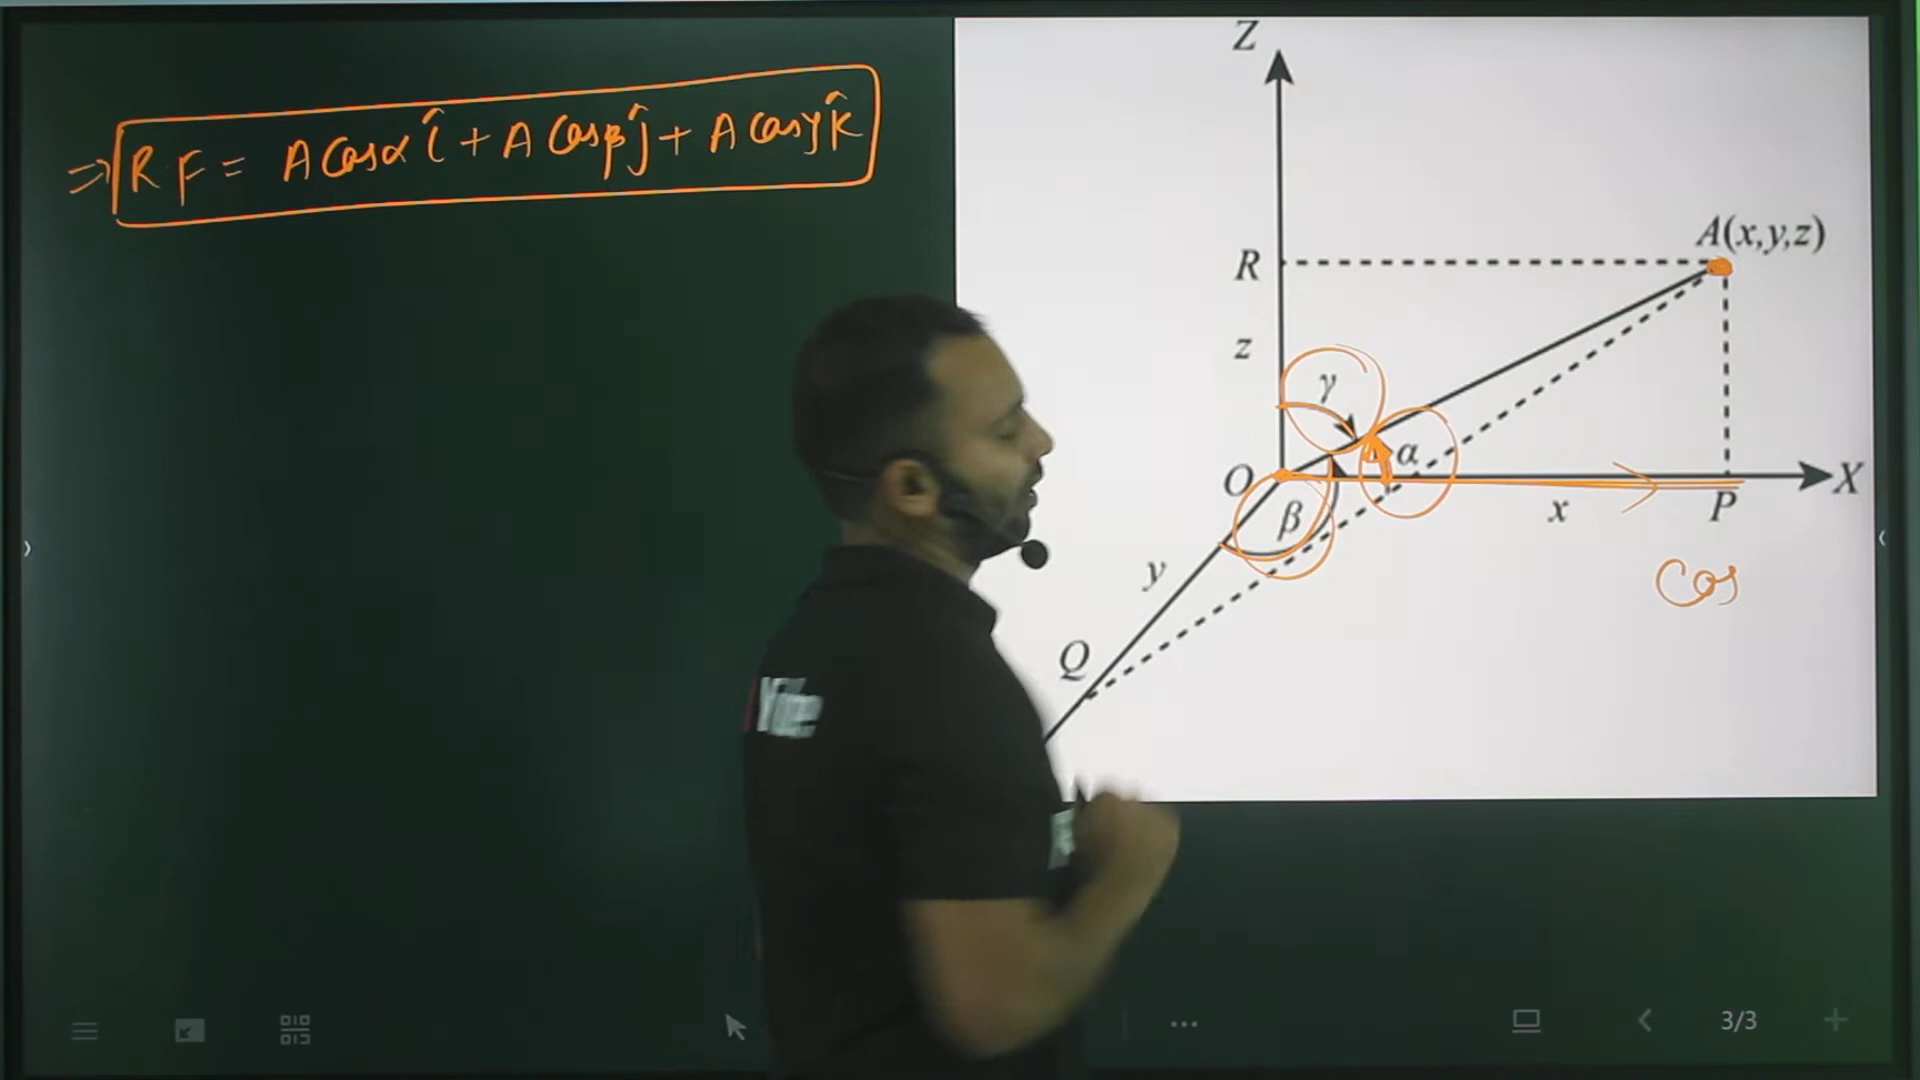 ⇒ R F = A Cosα î + A Cosβ ĵ + A Cosγ k̂
Z
A(x,y,z)
R
z
γ
α
O
X
β
x
P
y
Cos
Q
3/3